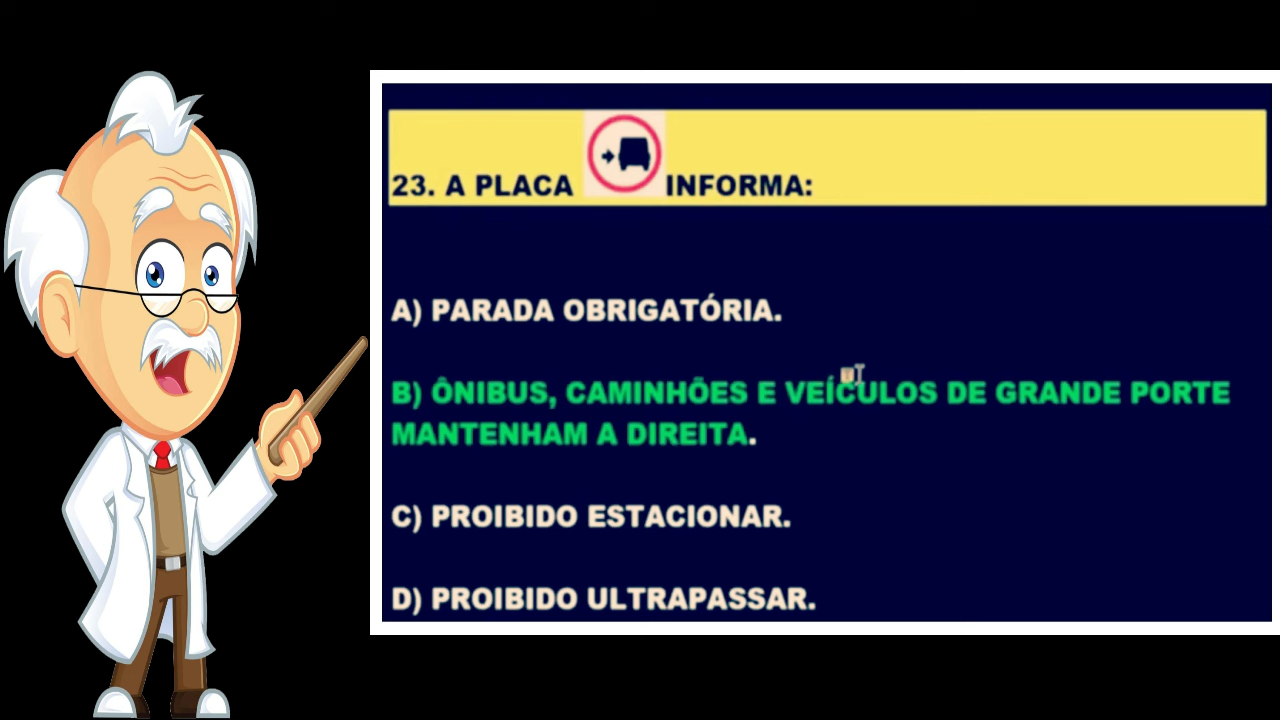 23. A PLACA INFORMA:
A) PARADA OBRIGATÓRIA.
B) ÔNIBUS, CAMINHÕES E VEÍCULOS DE GRANDE PORTE
MANTENHAM A DIREITA.
C) PROIBIDO ESTACIONAR.
D) PROIBIDO ULTRAPASSAR.